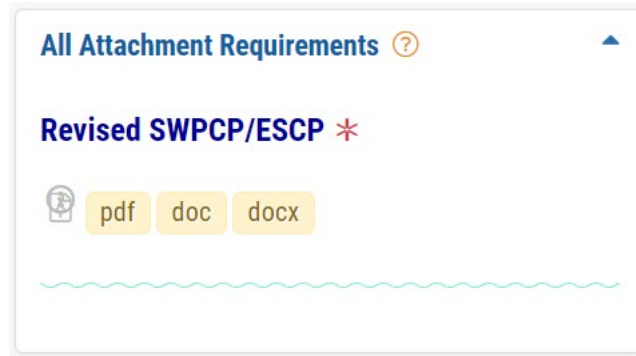 All Attachment Requirements ?
Revised SWPCP/ESCP *
pdf doc docx